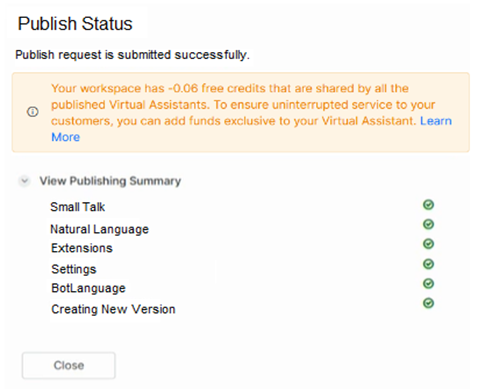 Publish Status
Publish request is submitted successfully.
Your workspace has -0.06 free credits that are shared by all the
published Virtual Assistants. To ensure uninterrupted service to your
customers, you can add funds exclusive to your Virtual Assistant. Learn
More
View Publishing Summary
Small Talk
Natural Language
Extensions
Settings
BotLanguage
Creating New Version
Close